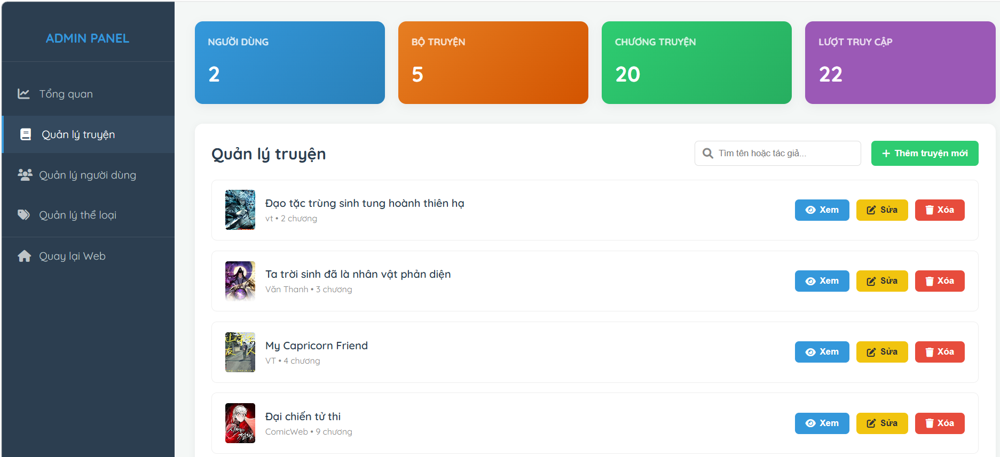 ADMIN PANEL
Tổng quan
Quản lý truyện
Quản lý người dùng
Quản lý thể loại
Quay lại Web
NGƯỜI DÙNG
2
BỘ TRUYỆN
5
CHƯƠNG TRUYỆN
20
LƯỢT TRUY CẬP
22
Quản lý truyện
Tìm tên hoặc tác giả...
+ Thêm truyện mới
Đạo tặc trùng sinh tung hoành thiên hạ
vt • 2 chương
Xem Sửa Xóa
Ta trời sinh đã là nhân vật phản diện
Văn Thanh • 3 chương
Xem Sửa Xóa
My Capricorn Friend
VT • 4 chương
Xem Sửa Xóa
Đại chiến tử thi
ComicWeb • 9 chương
Xem Sửa Xóa